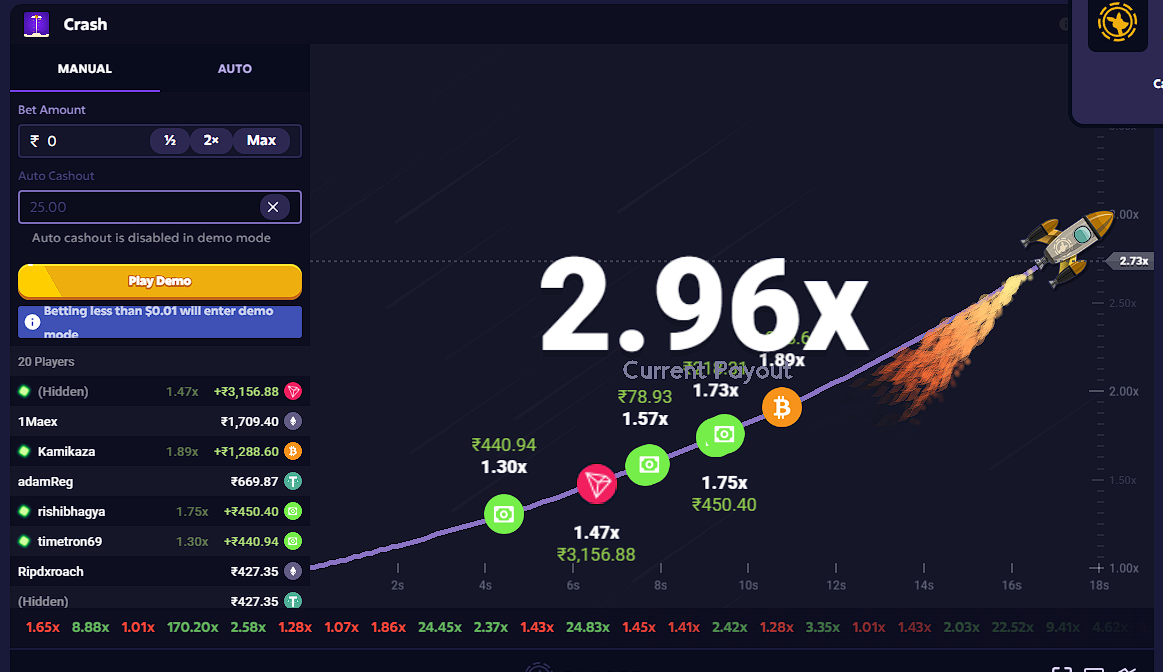 Crash
MANUAL AUTO
Bet Amount
₹ 0 ½ 2× Max
Auto Cashout
25.00
Auto cashout is disabled in demo mode
Play Demo
Betting less than $0.01 will enter demo
mode
20 Players
(Hidden) 1.47x +₹3,156.88
1Maex ₹1,709.40
Kamikaza 1.89x +₹1,288.60
adamReg ₹669.87
rishibhagya 1.75x +₹450.40
timetron69 1.30x +₹440.94
Ripdxroach ₹427.35
(Hidden) ₹427.35
2.96x
Current Payout
1.89x
1.73x
₹78.93
1.57x
₹440.94
1.30x
1.75x
₹450.40
1.47x
₹3,156.88
2.73x
2.50x
2.00x
1.50x
1.00x
2s 4s 6s 8s 10s 12s 14s 16s 18s
1.65x 8.88x 1.01x 170.20x 2.58x 1.28x 1.07x 1.86x 24.45x 2.37x 1.43x 24.83x 1.45x 1.41x 2.42x 1.28x 3.35x 1.01x 1.43x 2.03x 22.52x 9.41x 4.62x